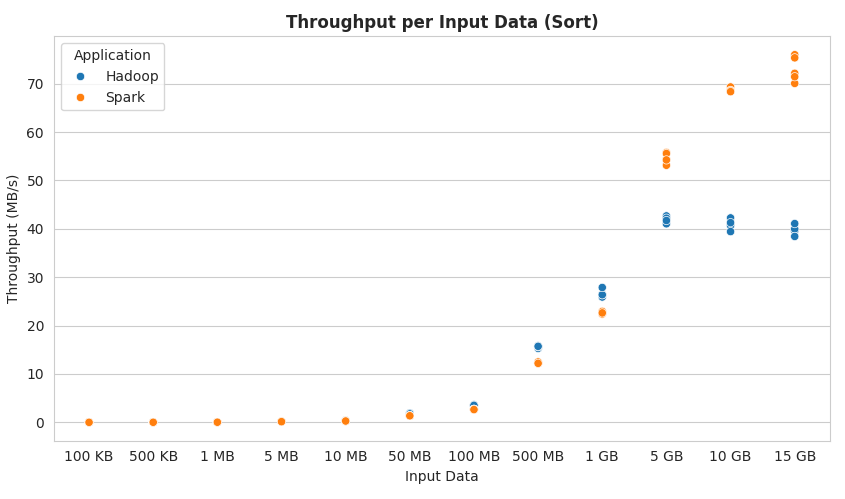 Throughput per Input Data (Sort)
Application
Hadoop
Spark
Throughput (MB/s)
70
60
50
40
30
20
10
0
100 KB 500 KB 1 MB 5 MB 10 MB 50 MB 100 MB 500 MB 1 GB 5 GB 10 GB 15 GB
Input Data